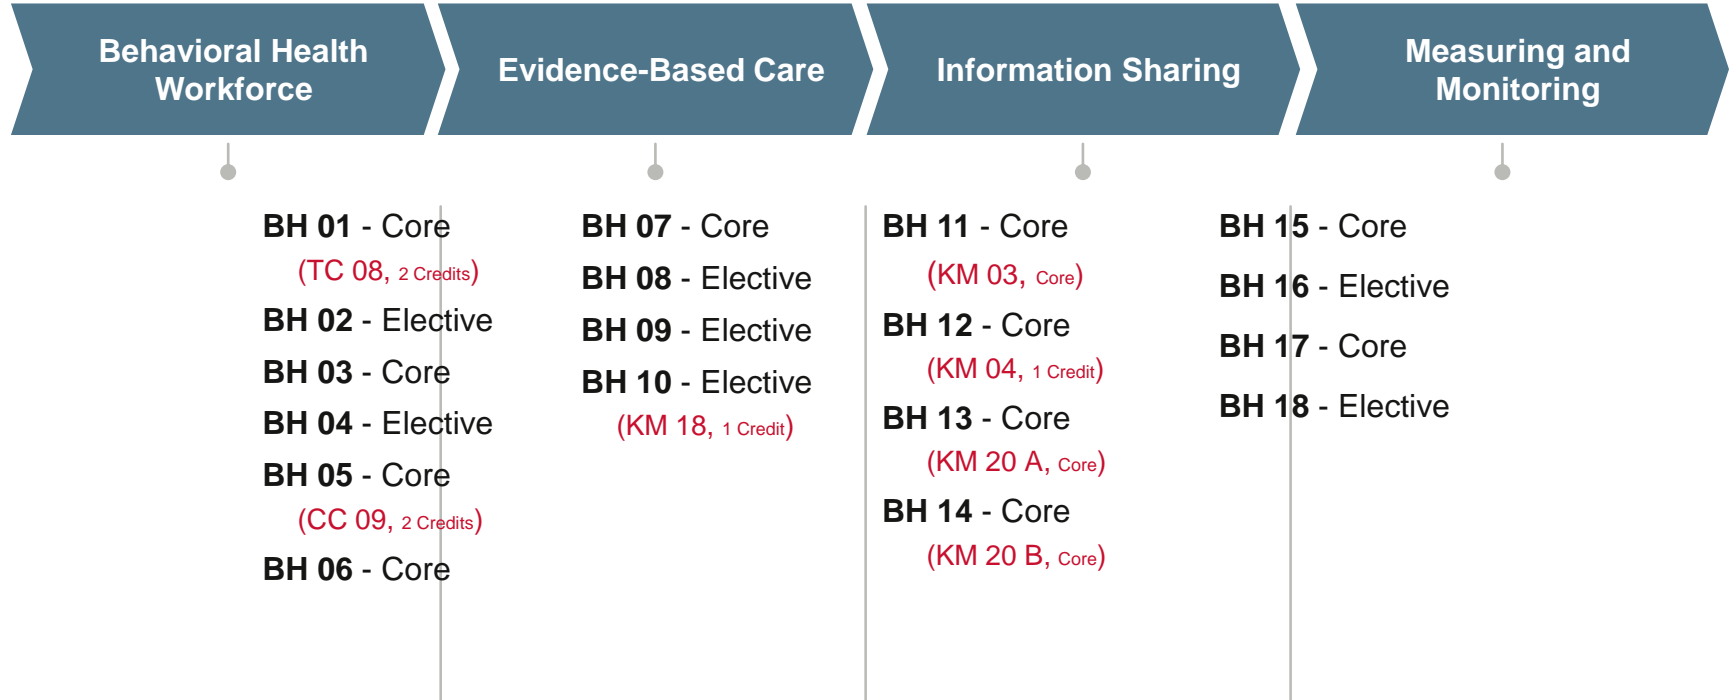 Behavioral Health
Workforce
Evidence-Based Care
Information Sharing
Measuring and
Monitoring
BH 01 - Core
(TC 08, 2 Credits)
BH 02 - Elective
BH 03 - Core
BH 04 - Elective
BH 05 - Core
(CC 09, 2 Credits)
BH 06 - Core
BH 07 - Core
BH 08 - Elective
BH 09 - Elective
BH 10 - Elective
(KM 18, 1 Credit)
BH 11 - Core
(KM 03, Core)
BH 12 - Core
(KM 04, 1 Credit)
BH 13 - Core
(KM 20 A, Core)
BH 14 - Core
(KM 20 B, Core)
BH 15 - Core
BH 16 - Elective
BH 17 - Core
BH 18 - Elective